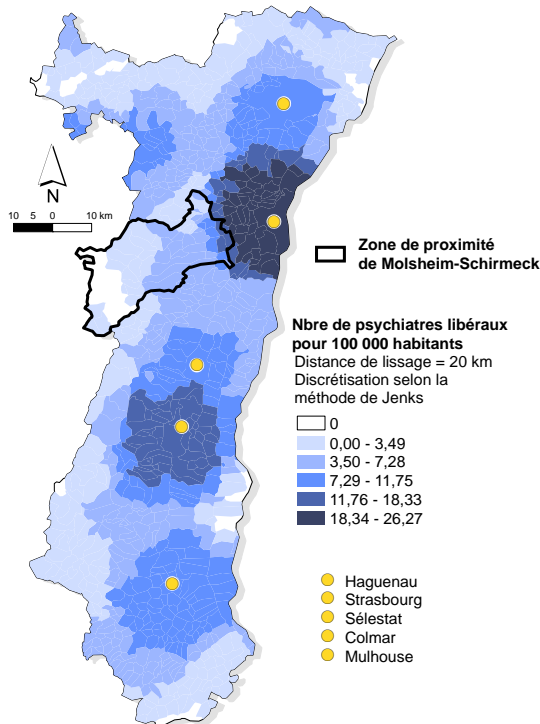 N
10 5 0 10 km
Zone de proximité
de Molsheim-Schirmeck
Nbre de psychiatres libéraux
pour 100 000 habitants
Distance de lissage = 20 km
Discrétisation selon la
méthode de Jenks
0
0,00 - 3,49
3,50 - 7,28
7,29 - 11,75
11,76 - 18,33
18,34 - 26,27
Haguenau
Strasbourg
Sélestat
Colmar
Mulhouse